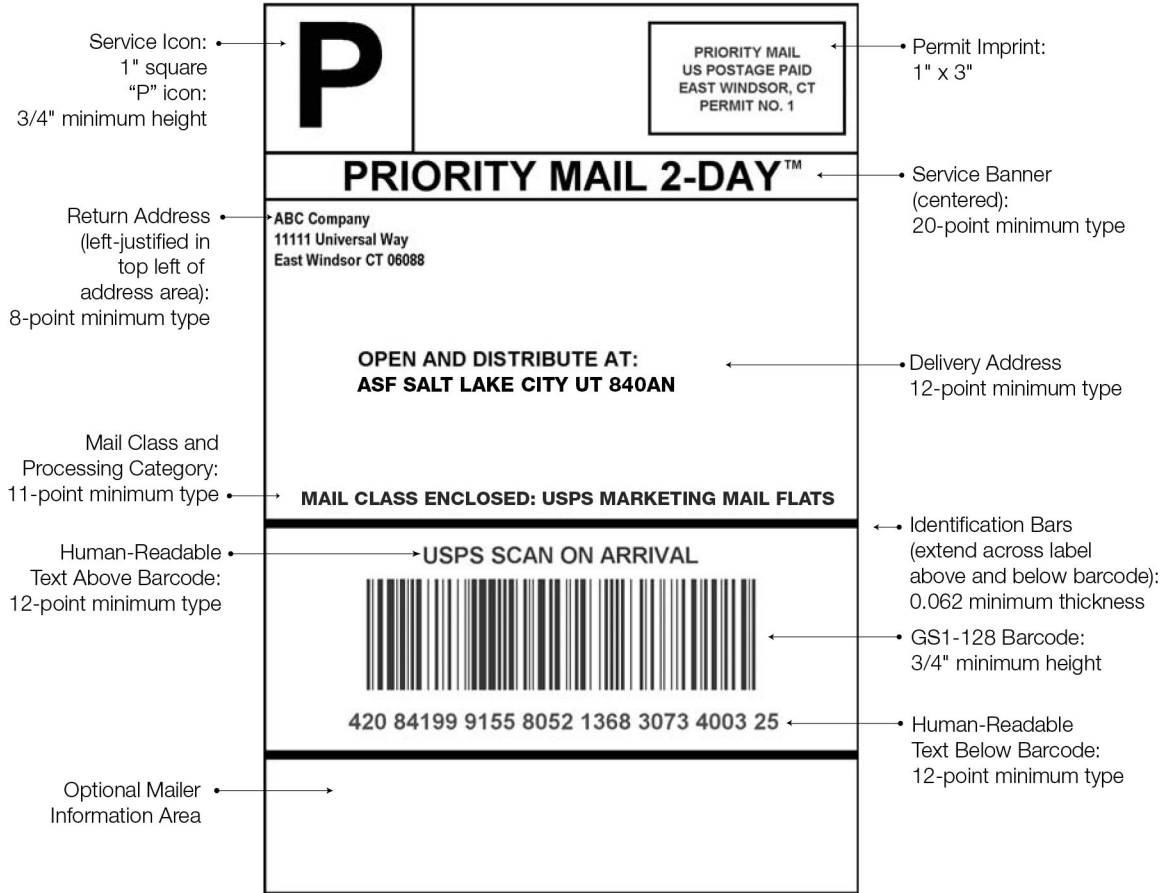 Service Icon:
1" square
“P” icon:
3/4" minimum height
P
PRIORITY MAIL
US POSTAGE PAID
EAST WINDSOR, CT
PERMIT NO. 1
Permit Imprint:
1" x 3"
PRIORITY MAIL 2-DAY™
Service Banner
(centered):
20-point minimum type
Return Address
(left-justified in
top left of
address area):
8-point minimum type
ABC Company
11111 Universal Way
East Windsor CT 06088
OPEN AND DISTRIBUTE AT:
ASF SALT LAKE CITY UT 840AN
Delivery Address
12-point minimum type
Mail Class and
Processing Category:
11-point minimum type
MAIL CLASS ENCLOSED: USPS MARKETING MAIL FLATS
Identification Bars
(extend across label
above and below barcode):
0.062 minimum thickness
Human-Readable
Text Above Barcode:
12-point minimum type
USPS SCAN ON ARRIVAL
GS1-128 Barcode:
3/4" minimum height
420 84199 9155 8052 1368 3073 4003 25
Human-Readable
Text Below Barcode:
12-point minimum type
Optional Mailer
Information Area